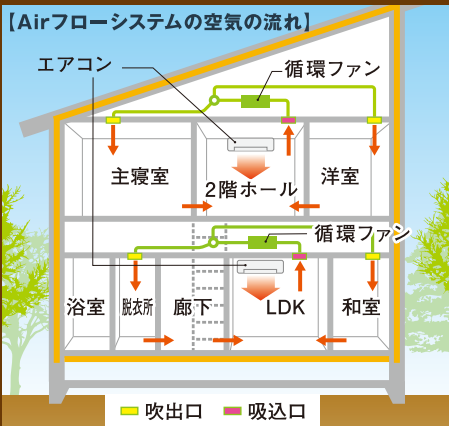 【Airフローシステムの空気の流れ】
エアコン
循環ファン
主寝室
2階ホール
洋室
循環ファン
浴室
脱衣所
廊下
LDK
和室
吹出口
吸込口